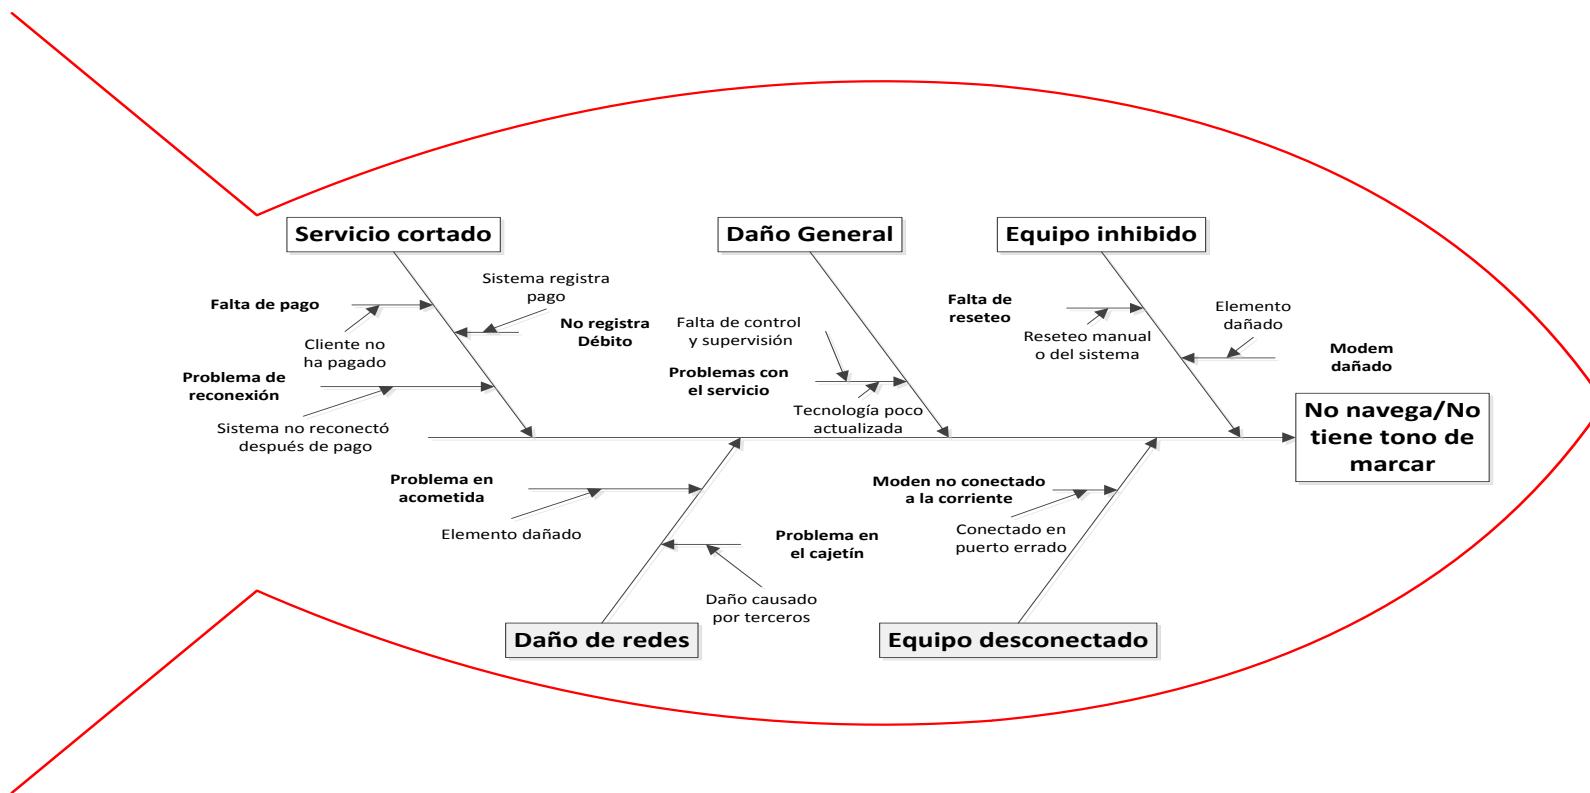 Servicio cortado
Daño General
Equipo inhibido
Sistema registra
pago
Falta de pago
No registra
Débito
Cliente no
ha pagado
Problema de
reconexión
Sistema no reconectó
después de pago
Falta de control
y supervisión
Problemas con
el servicio
Tecnología poco
actualizada
Falta de
reseteo
Reseteo manual
o del sistema
Elemento
dañado
Modem
dañado
No navega/No
tiene tono de
marcar
Problema en
acometida
Elemento dañado
Problema en
el cajetín
Daño causado
por terceros
Moden no conectado
a la corriente
Conectado en
puerto errado
Daño de redes
Equipo desconectado